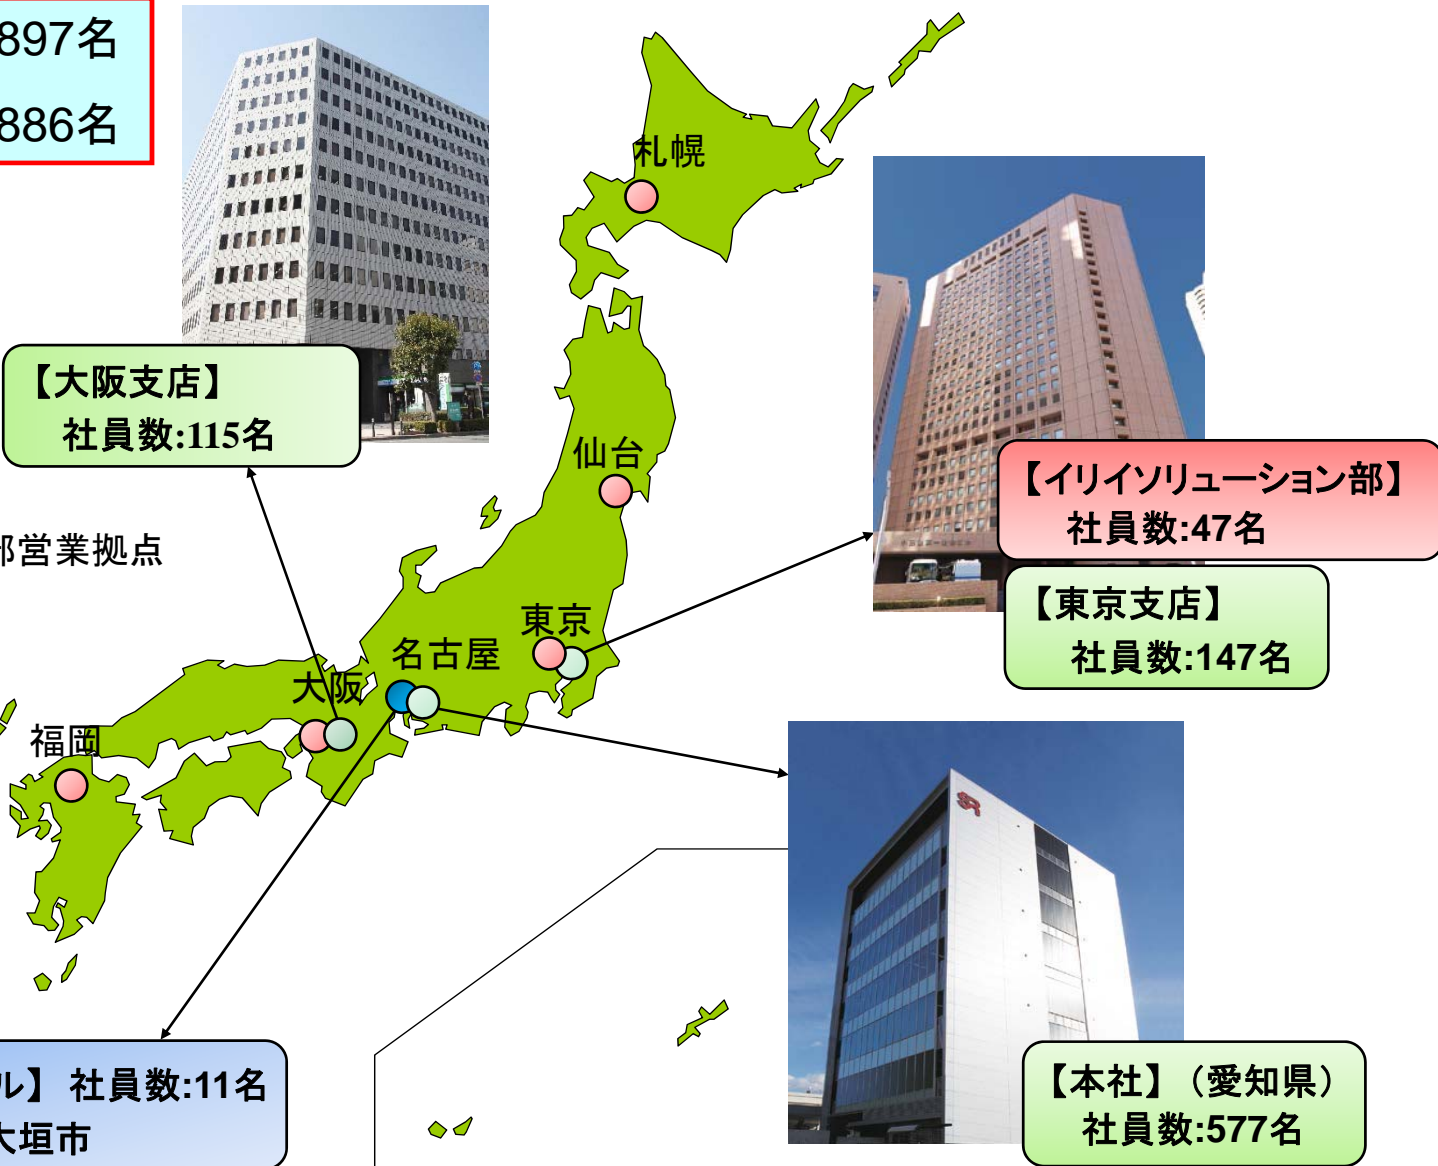 897名
886名
札幌
【大阪支店】
社員数:115名
仙台
【イリイソリューション部】
社員数:47名
部営業拠点
【東京支店】
社員数:147名
東京
名古屋
大阪
福岡
SR
ル】 社員数:11名
大垣市
【本社】（愛知県）
社員数:577名